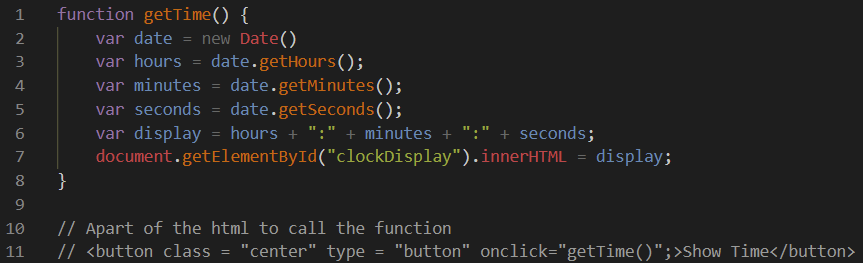 1 function getTime() {
2     var date = new Date()
3     var hours = date.getHours();
4     var minutes = date.getMinutes();
5     var seconds = date.getSeconds();
6     var display = hours + ":" + minutes + ":" + seconds;
7     document.getElementById("clockDisplay").innerHTML = display;
8 }
9
10 // Apart of the html to call the function
11 // <button class = "center" type = "button" onclick="getTime()";>Show Time</button>